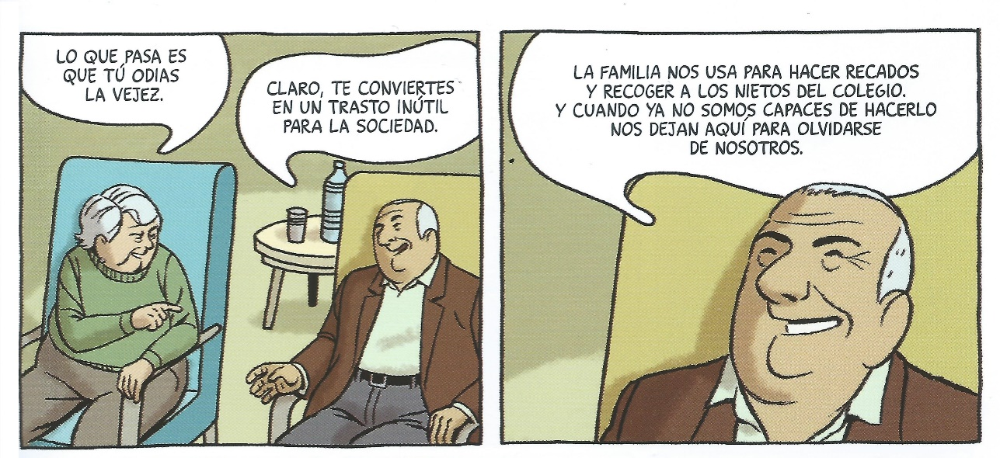 LO QUE PASA ES
QUE TÚ ODIAS
LA VEJEZ.
CLARO, TE CONVIERTES
EN UN TRASTO INÚTIL
PARA LA SOCIEDAD.
LA FAMILIA NOS USA PARA HACER RECADOS
Y RECOGER A LOS NIETOS DEL COLEGIO.
Y CUANDO YA NO SOMOS CAPACES DE HACERLO
NOS DEJAN AQUÍ PARA OLVIDARSE
DE NOSOTROS.